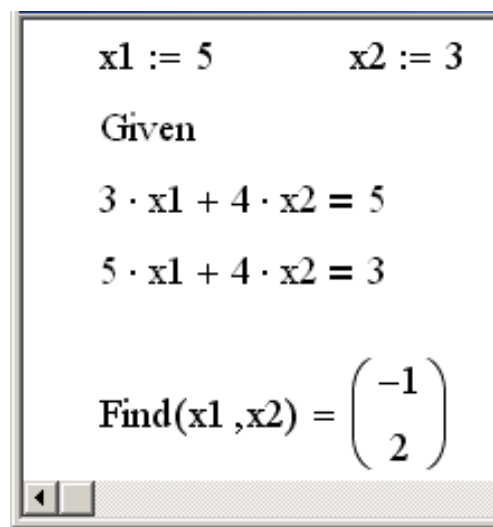 x1 := 5 x2 := 3
Given
3 · x1 + 4 · x2 = 5
5 · x1 + 4 · x2 = 3
Find(x1 ,x2) = (−1
2)